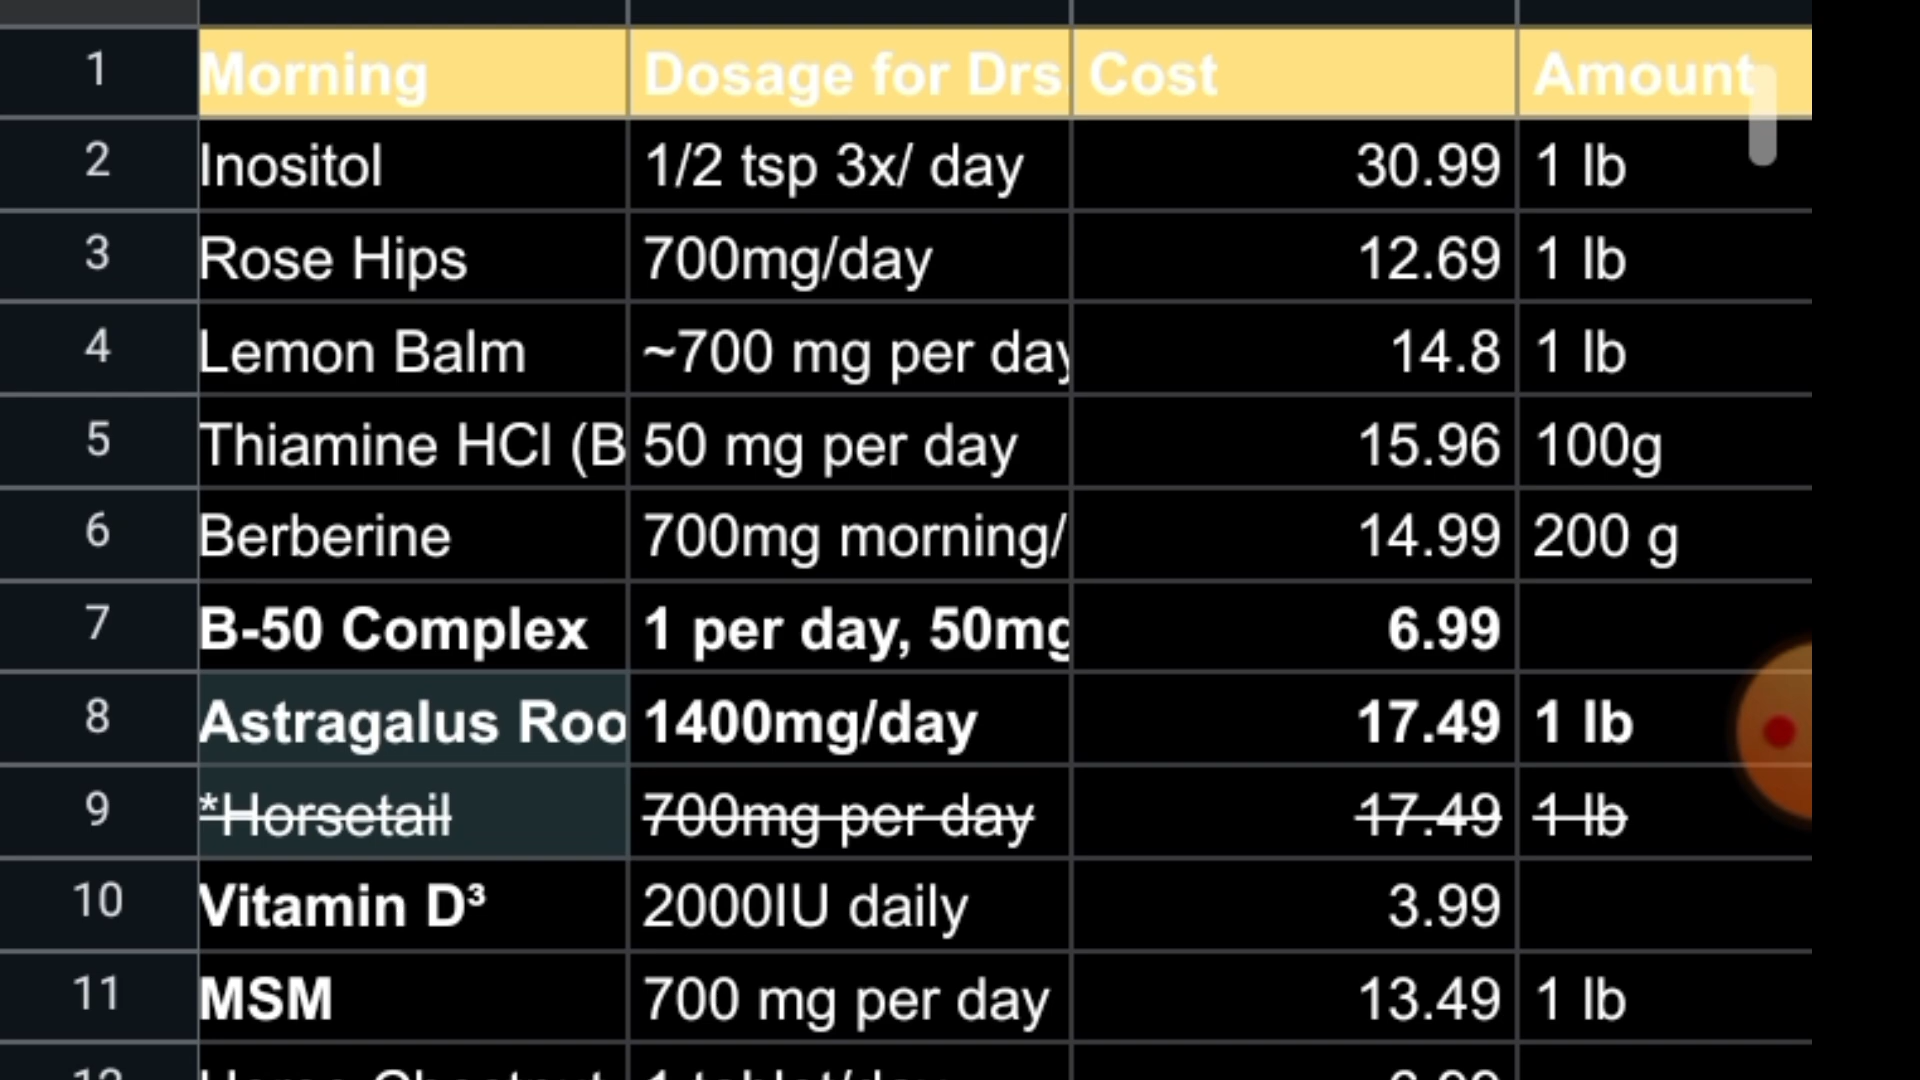 1 Morning Dosage for Drs Cost Amount
2 Inositol 1/2 tsp 3x/ day 30.99 1 lb
3 Rose Hips 700mg/day 12.69 1 lb
4 Lemon Balm ~700 mg per day 14.8 1 lb
5 Thiamine HCl (B 50 mg per day 15.96 100g
6 Berberine 700mg morning/ 14.99 200 g
7 B-50 Complex 1 per day, 50mg 6.99
8 Astragalus Roo 1400mg/day 17.49 1 lb
9 *Horsetail 700mg per day 17.49 1 lb
10 Vitamin D³ 2000IU daily 3.99
11 MSM 700 mg per day 13.49 1 lb